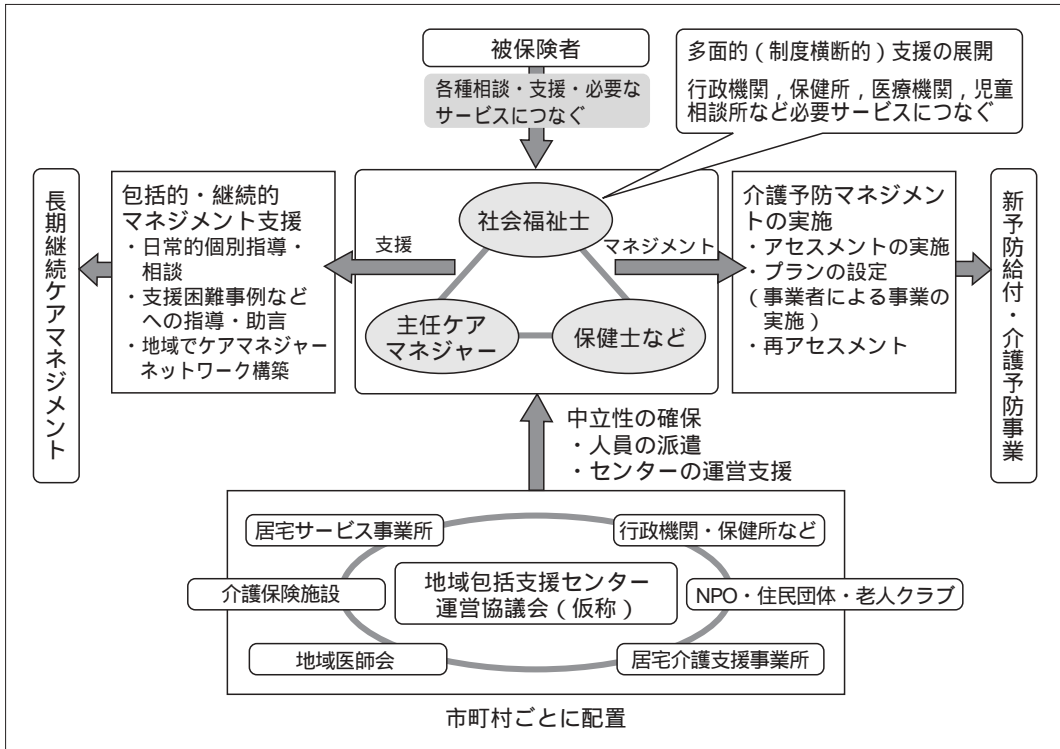 被保険者
各種相談・支援・必要な
サービスにつなぐ
多面的（制度横断的）支援の展開
行政機関，保健所，医療機関，児童
相談所など必要サービスにつなぐ
長期継続ケアマネジメント
包括的・継続的
マネジメント支援
・日常的個別指導・
相談
・支援困難事例など
への指導・助言
・地域でケアマネジャー
ネットワーク構築
支援
社会福祉士
主任ケア
マネジャー
保健士など
マネジメント
介護予防マネジメン
トの実施
・アセスメントの実施
・プランの設定
（事業者による事業の
実施）
・再アセスメント
新予防給付・介護予防事業
中立性の確保
・人員の派遣
・センターの運営支援
居宅サービス事業所
行政機関・保健所など
介護保険施設
地域包括支援センター
運営協議会（仮称）
NPO・住民団体・老人クラブ
地域医師会
居宅介護支援事業所
市町村ごとに配置